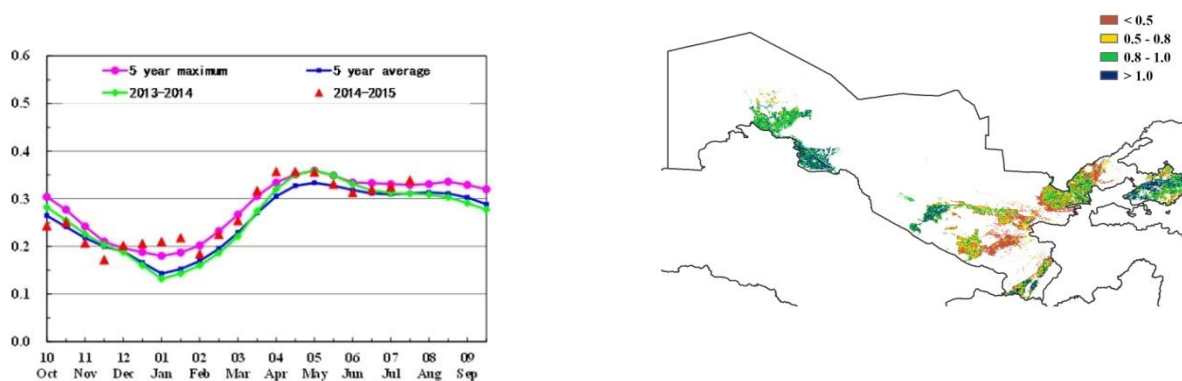 0.6
0.5
0.4
0.3
0.2
0.1
0.0
5 year maximum
5 year average
2013-2014
2014-2015
10 11 12 01 02 03 04 05 06 07 08 09
Oct Nov Dec Jan Feb Mar Apr May Jun Jul Aug Sep
< 0.5
0.5 - 0.8
0.8 - 1.0
> 1.0